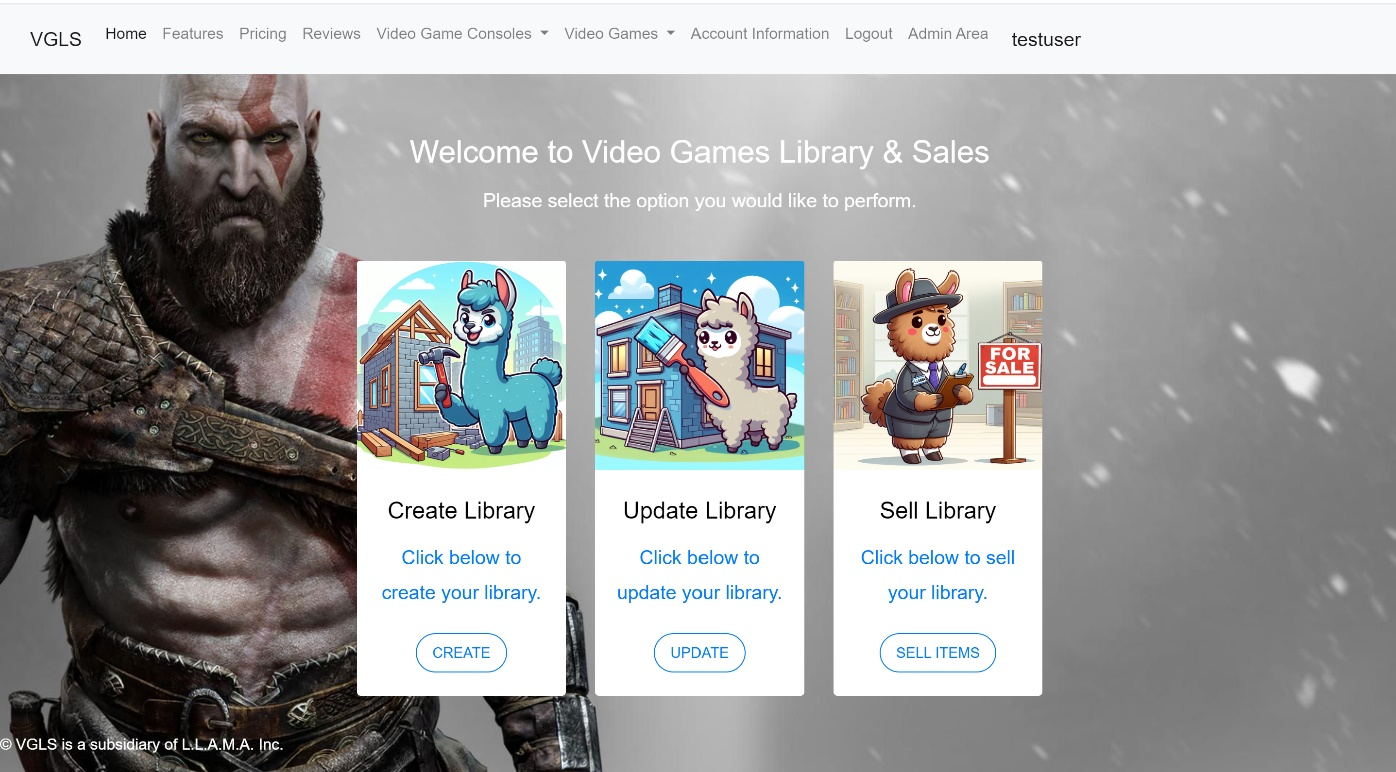 VGLS Home Features Pricing Reviews Video Game Consoles Video Games Account Information Logout Admin Area testuser
Welcome to Video Games Library & Sales
Please select the option you would like to perform.
FOR
SALE
Create Library
Click below to
create your library.
CREATE
Update Library
Click below to
update your library.
UPDATE
Sell Library
Click below to sell
your library.
SELL ITEMS
© VGLS is a subsidiary of L.L.A.M.A. Inc.